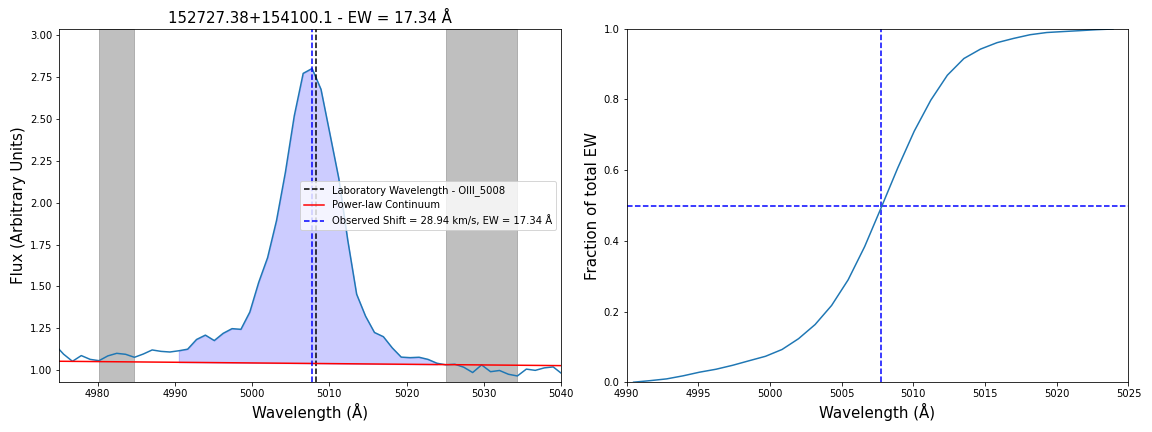 152727.38+154100.1 - EW = 17.34 Å
Flux (Arbitrary Units)
3.00
2.75
2.50
2.25
2.00
1.75
1.50
1.25
1.00
Laboratory Wavelength - OIII_5008
Power-law Continuum
Observed Shift = 28.94 km/s, EW = 17.34 Å
4980 4990 5000 5010 5020 5030 5040
Wavelength (Å)
Fraction of total EW
1.0
0.8
0.6
0.4
0.2
0.0
4990 4995 5000 5005 5010 5015 5020 5025
Wavelength (Å)